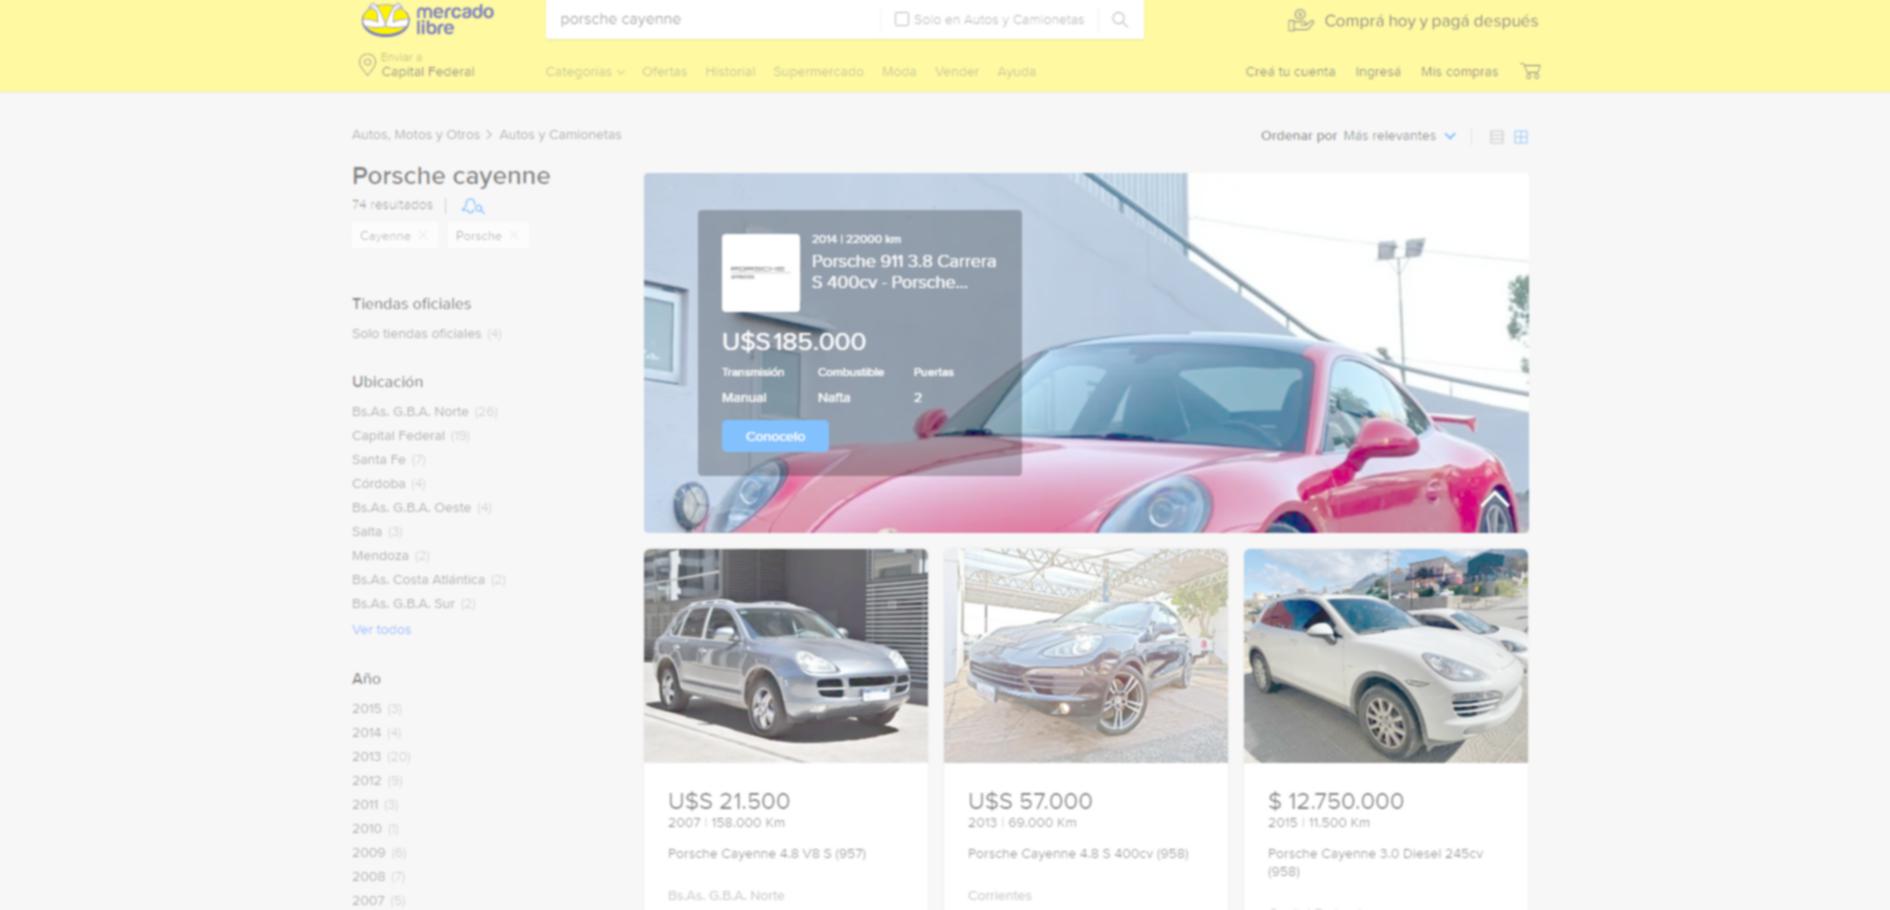 mercado
libre
porsche cayenne
Solo en Autos y Camionetas
Comprá hoy y pagá después
Enviar a
Capital Federal
Categorías
Ofertas
Historial
Supermercado
Moda
Vender
Ayuda
Creá tu cuenta
Ingresá
Mis compras
Autos, Motos y Otros > Autos y Camionetas
Ordenar por Más relevantes
Porsche cayenne
74 resultados
Cayenne
Porsche
Tiendas oficiales
Solo tiendas oficiales (4)
Ubicación
Bs.As. G.B.A. Norte (26)
Capital Federal (19)
Santa Fe (7)
Córdoba (4)
Bs.As. G.B.A. Oeste (4)
Salta (3)
Mendoza (2)
Bs.As. Costa Atlántica (2)
Bs.As. G.B.A. Sur (2)
Ver todos
Año
2015 (3)
2014 (4)
2013 (20)
2012 (9)
2011 (3)
2010 (1)
2009 (6)
2008 (7)
2007 (5)
PORSCHE
2014 | 22000 km
Porsche 911 3.8 Carrera
S 400cv - Porsche...
U$S185.000
Transmisión Combustible Puertas
Manual Nafta 2
Conocelo
U$S 21.500
2007 | 158.000 Km
Porsche Cayenne 4.8 V8 S (957)
Bs.As. G.B.A. Norte
U$S 57.000
2013 | 69.000 Km
Porsche Cayenne 4.8 S 400cv (958)
Corrientes
$ 12.750.000
2015 | 11.500 Km
Porsche Cayenne 3.0 Diesel 245cv
(958)